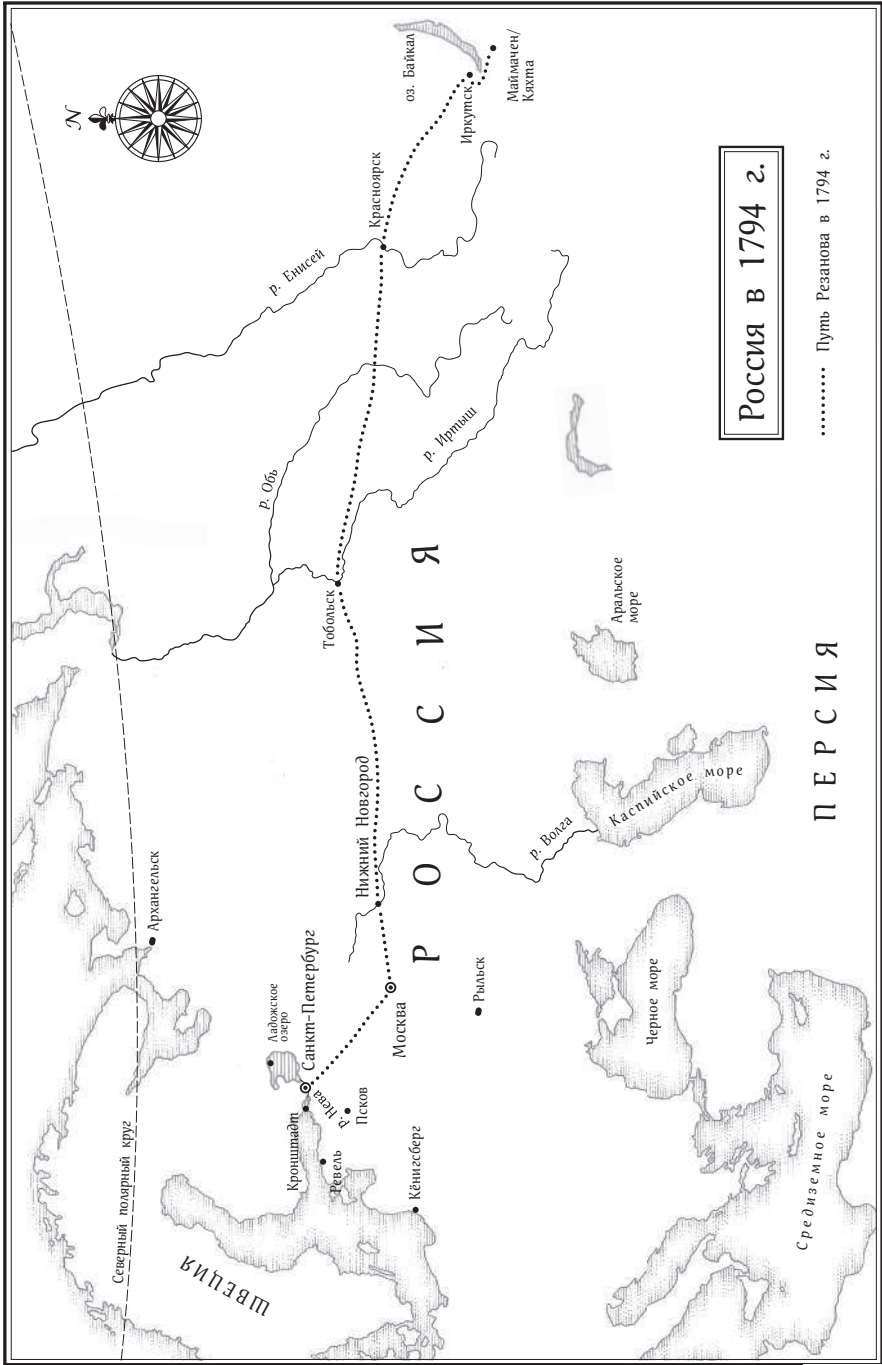 Россия в 1794 г.
Путь Резанова в 1794 г.
N
Северный полярный круг
ШВЕЦИЯ
Архангельск
Ладожское
озеро
Санкт-Петербург
Кронштадт
р. Нева
Ревель
Псков
Кёнигсберг
Москва
Рыльск
Нижний Новгород
РОССИЯ
Тобольск
р. Обь
р. Иртыш
р. Енисей
Красноярск
оз. Байкал
Иркутск
Маймачен/
Кяхта
р. Волга
Каспийское море
Аральское
море
Черное море
Средиземное море
ПЕРСИЯ